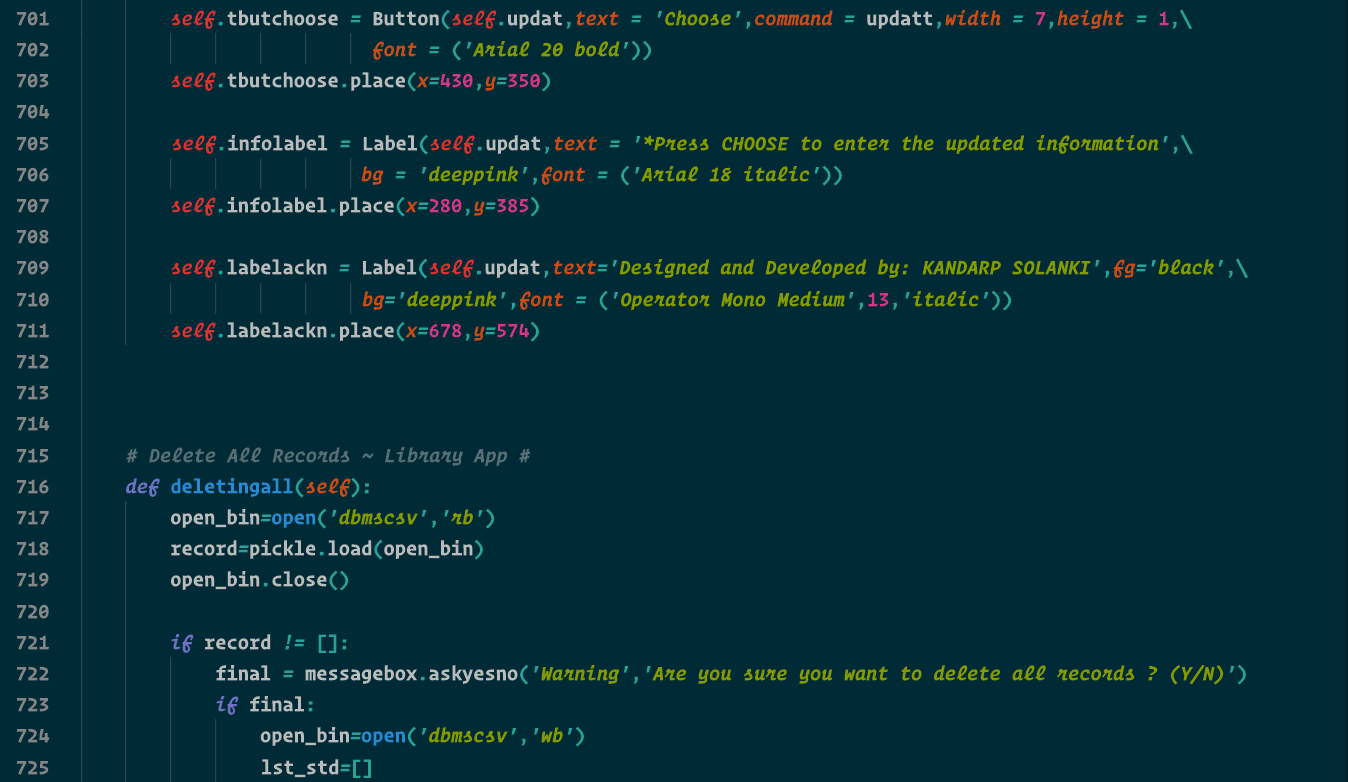 701 self.tbutchoose = Button(self.updat,text = 'Choose',command = updatt,width = 7,height = 1,\
702 font = ('Arial 20 bold'))
703 self.tbutchoose.place(x=430,y=350)
704
705 self.infolabel = Label(self.updat,text = '*Press CHOOSE to enter the updated information',\
706 bg = 'deeppink',font = ('Arial 18 italic'))
707 self.infolabel.place(x=280,y=385)
708
709 self.labelackn = Label(self.updat,text='Designed and Developed by: KANDARP SOLANKI',fg='black',\
710 bg='deeppink',font = ('Operator Mono Medium',13,'italic'))
711 self.labelackn.place(x=678,y=574)
712
713
714
715 # Delete All Records ~ Library App #
716 def deletingall(self):
717 open_bin=open('dbmscsv','rb')
718 record=pickle.load(open_bin)
719 open_bin.close()
720
721 if record != []:
722 final = messagebox.askyesno('Warning','Are you sure you want to delete all records ? (Y/N)')
723 if final:
724 open_bin=open('dbmscsv','wb')
725 lst_std=[]